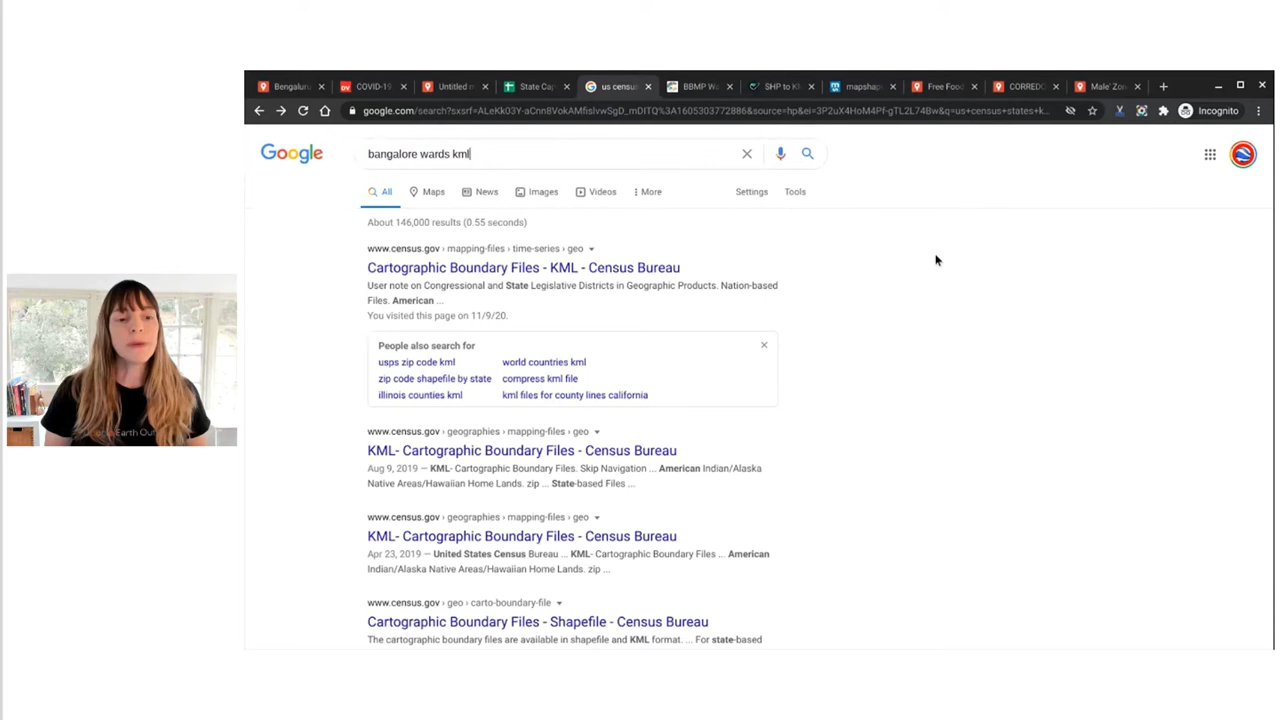 Bengalur
COVID-19
Untitled m
State Ca
us census
BBMP Wa
SHP to K
mapshap
Free Food
CORRED
Male' Zon
google.com/search?sxsrf=ALeKk03Y-aCnnBVokAMfislvwSgD_mDITQ%3A1605303772886&source=hp&ei=3P2uX4HoM4Pf-gTL2L74Bw&q=us+census+states+k...
Incognito
Google
bangalore wards kml
All
Maps
News
Images
Videos
More
Settings
Tools
About 146,000 results (0.55 seconds)
www.census.gov › mapping-files › time-series › geo
Cartographic Boundary Files - KML - Census Bureau
User note on Congressional and State Legislative Districts in Geographic Products. Nation-based
Files. American ...
You visited this page on 11/9/20.
People also search for
usps zip code kml
world countries kml
zip code shapefile by state
compress kml file
illinois counties kml
kml files for county lines california
www.census.gov › geographies › mapping-files › geo
KML- Cartographic Boundary Files - Census Bureau
Aug 9, 2019 — KML- Cartographic Boundary Files. Skip Navigation ... American Indian/Alaska
Native Areas/Hawaiian Home Lands. zip ... State-based Files ...
www.census.gov › geographies › mapping-files › geo
KML- Cartographic Boundary Files - Census Bureau
Apr 23, 2019 — United States Census Bureau ... KML- Cartographic Boundary Files ... American
Indian/Alaska Native Areas/Hawaiian Home Lands. zip ...
www.census.gov › geo › carto-boundary-file
Cartographic Boundary Files - Shapefile - Census Bureau
The cartographic boundary files are available in shapefile and KML format. ... For state-based
Earth Ou